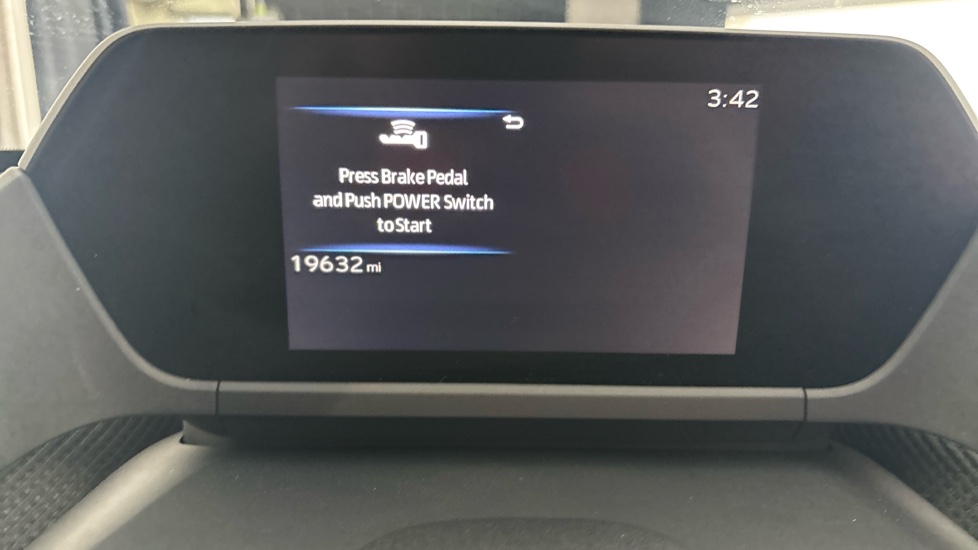 3:42
Press Brake Pedal
and Push POWER Switch
to Start
19632 mi